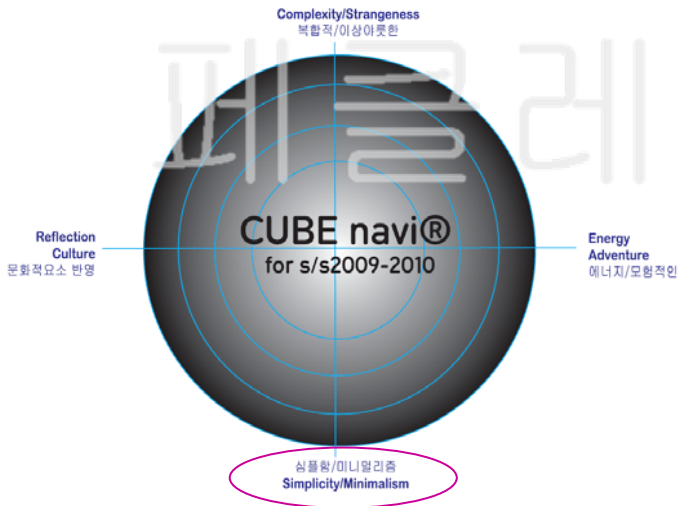 Complexity/Strangeness
복합적/이상야릇한
페클레
CUBE navi®
for s/s2009-2010
Reflection
Culture
문화적요소 반영
Energy
Adventure
에너지/모험적인
심플함/미니멀리즘
Simplicity/Minimalism